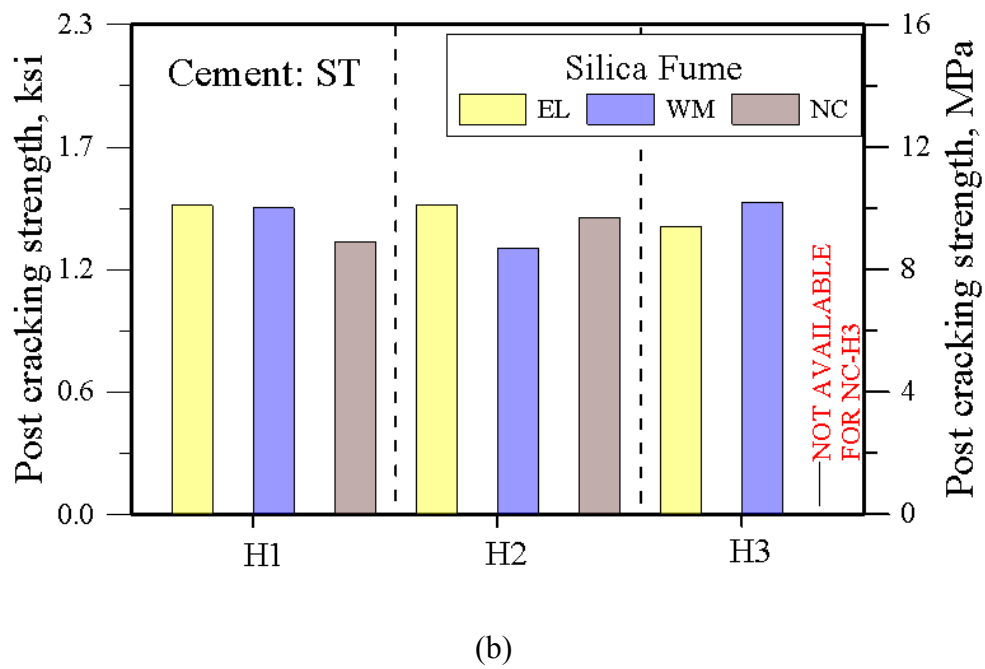 Post cracking strength, ksi
2.3
1.7
1.2
0.6
0.0
Cement: ST
Silica Fume
EL WM NC
NOT AVAILABLE
FOR NC-H3
H1 H2 H3
16
12
8
4
0
Post cracking strength, MPa
(b)